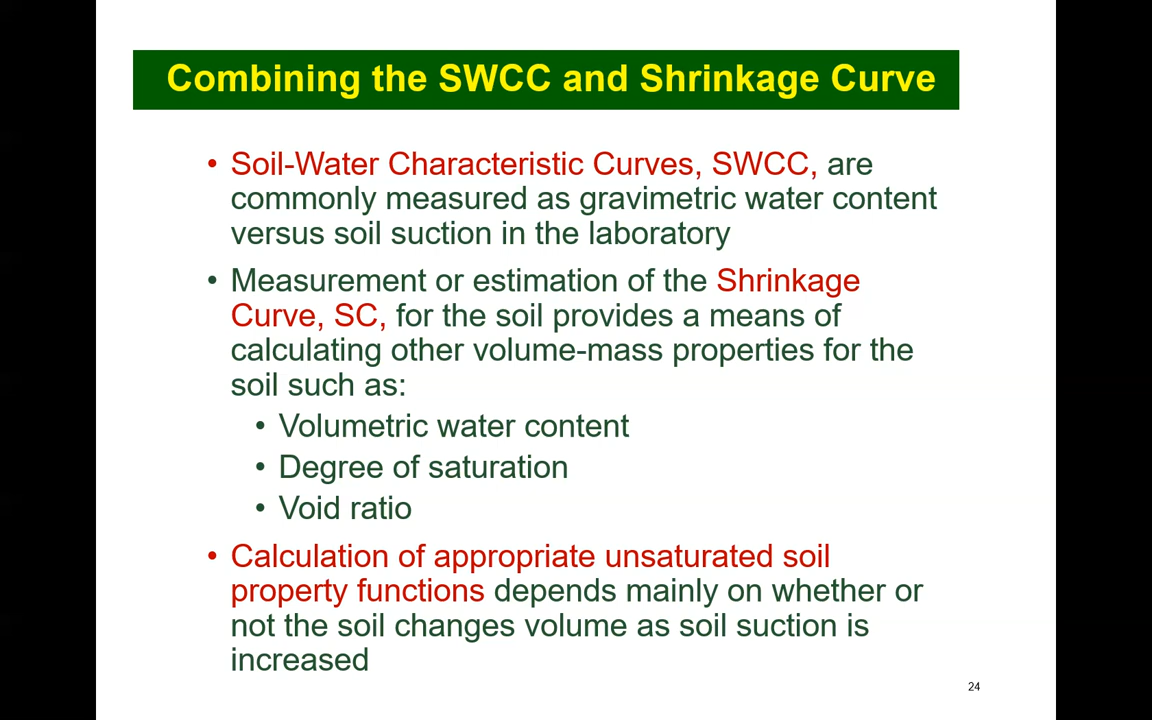 Combining the SWCC and Shrinkage Curve
• Soil-Water Characteristic Curves, SWCC, are
commonly measured as gravimetric water content
versus soil suction in the laboratory
• Measurement or estimation of the Shrinkage
Curve, SC, for the soil provides a means of
calculating other volume-mass properties for the
soil such as:
• Volumetric water content
• Degree of saturation
• Void ratio
• Calculation of appropriate unsaturated soil
property functions depends mainly on whether or
not the soil changes volume as soil suction is
increased
24